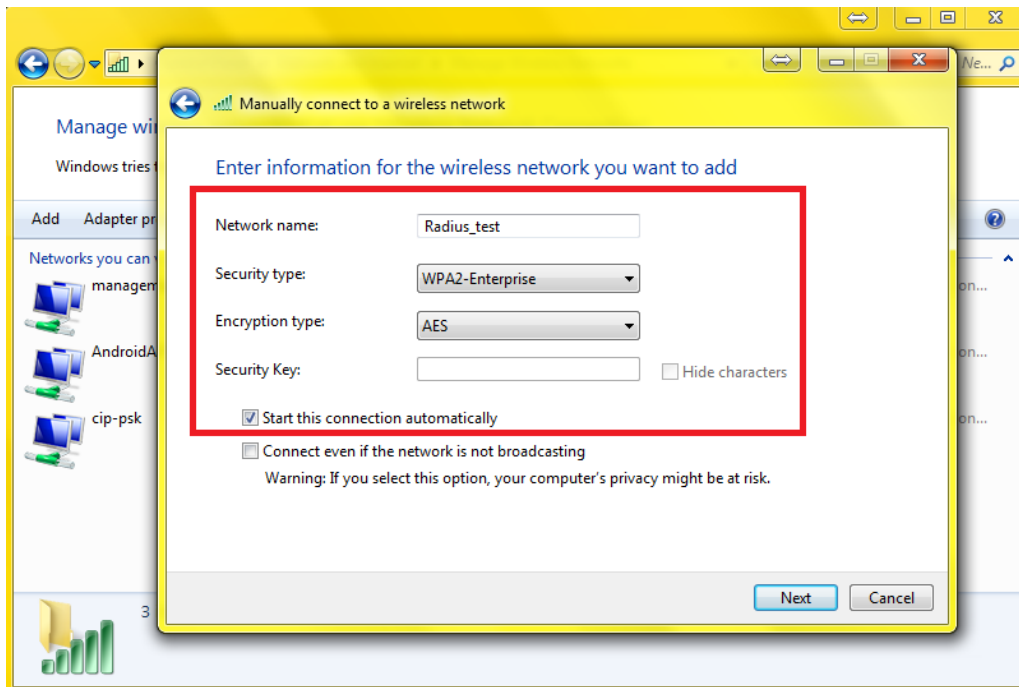 Ne...
Manually connect to a wireless network
Manage wi
Windows tries
Enter information for the wireless network you want to add
Add Adapter pr
Network name: Radius_test
Networks you can
Security type: WPA2-Enterprise
managem
on...
Encryption type: AES
AndroidA
on...
Security Key: Hide characters
cip-psk
on...
Start this connection automatically
Connect even if the network is not broadcasting
Warning: If you select this option, your computer's privacy might be at risk.
Next Cancel
3